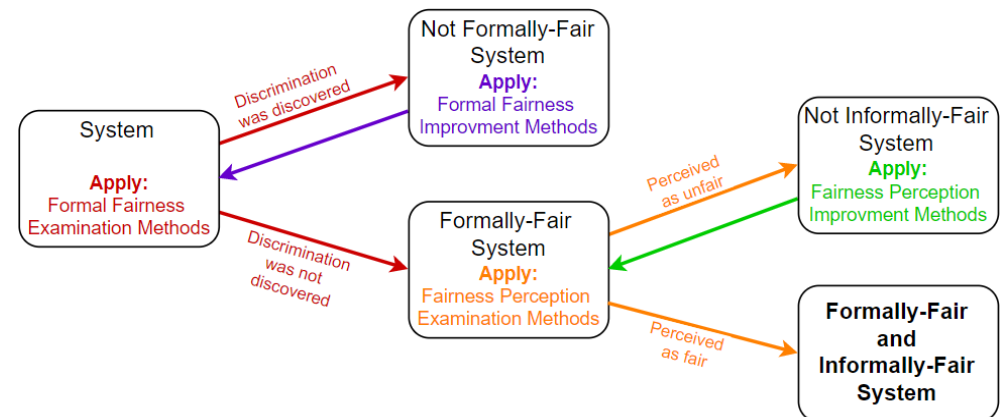 System
Apply:
Formal Fairness
Examination Methods
Discrimination
was discovered
Not Formally-Fair
System
Apply:
Formal Fairness
Improvment Methods
Discrimination
was not
discovered
Formally-Fair
System
Apply:
Fairness Perception
Examination Methods
Perceived
as unfair
Not Informally-Fair
System
Apply:
Fairness Perception
Improvment Methods
Perceived
as fair
Formally-Fair
and
Informally-Fair
System